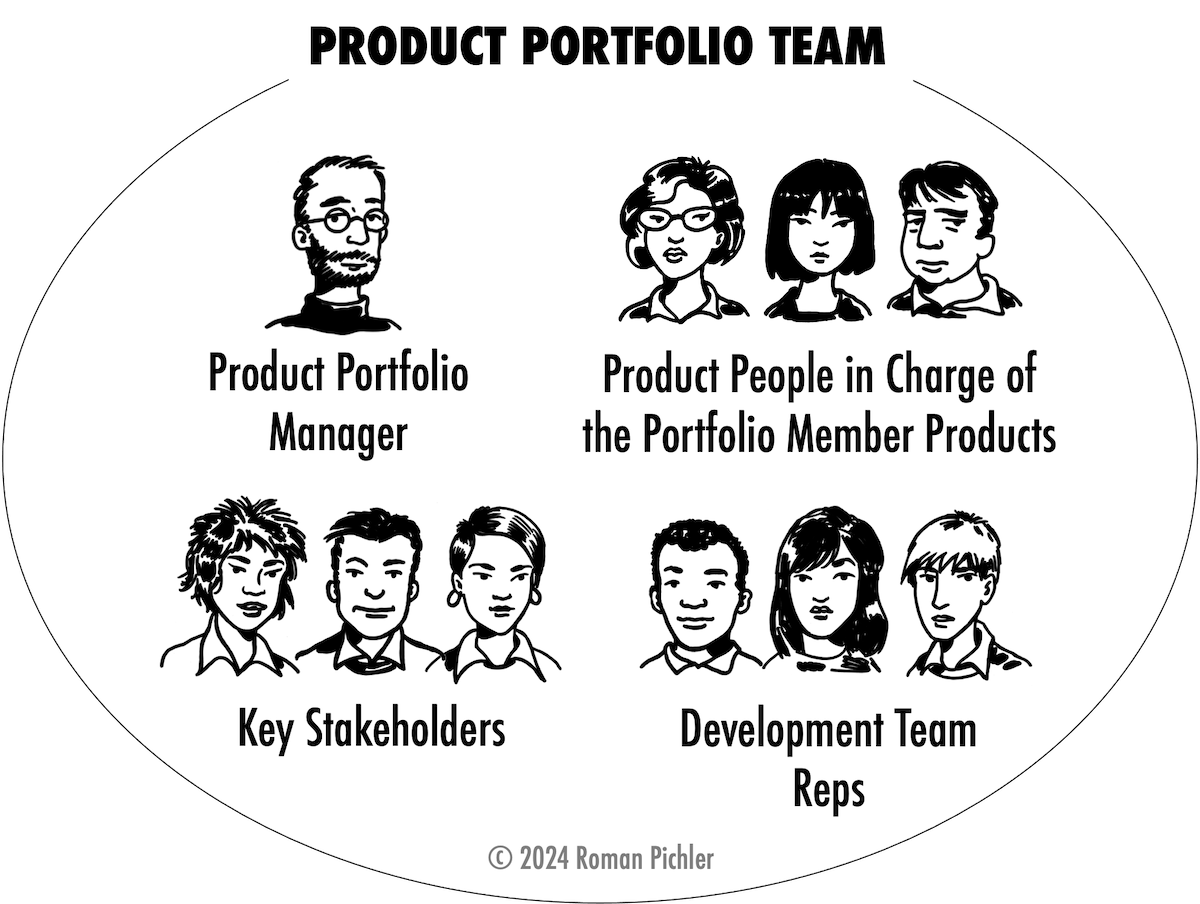 PRODUCT PORTFOLIO TEAM
Product Portfolio
Manager
Product People in Charge of
the Portfolio Member Products
Key Stakeholders
Development Team
Reps
© 2024 Roman Pichler